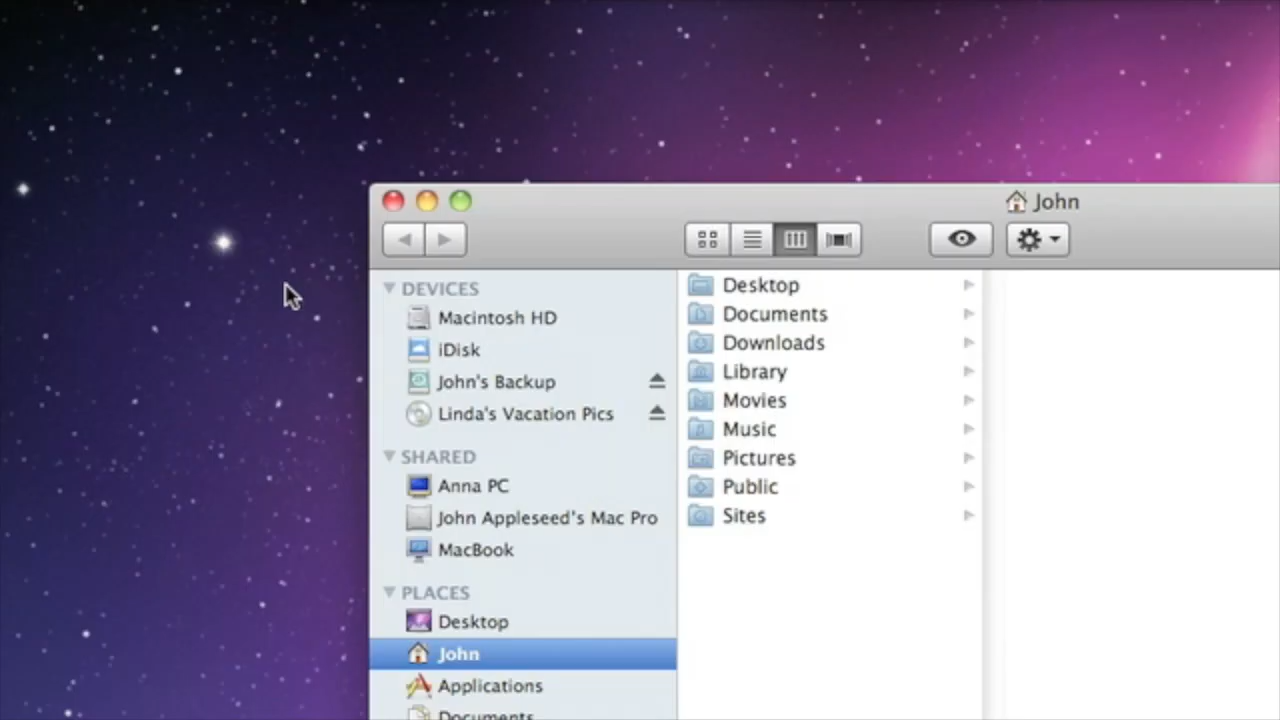 John
DEVICES
Macintosh HD
iDisk
John's Backup
Linda's Vacation Pics
SHARED
Anna PC
John Appleseed's Mac Pro
MacBook
PLACES
Desktop
John
Applications
Documents
Desktop
Documents
Downloads
Library
Movies
Music
Pictures
Public
Sites